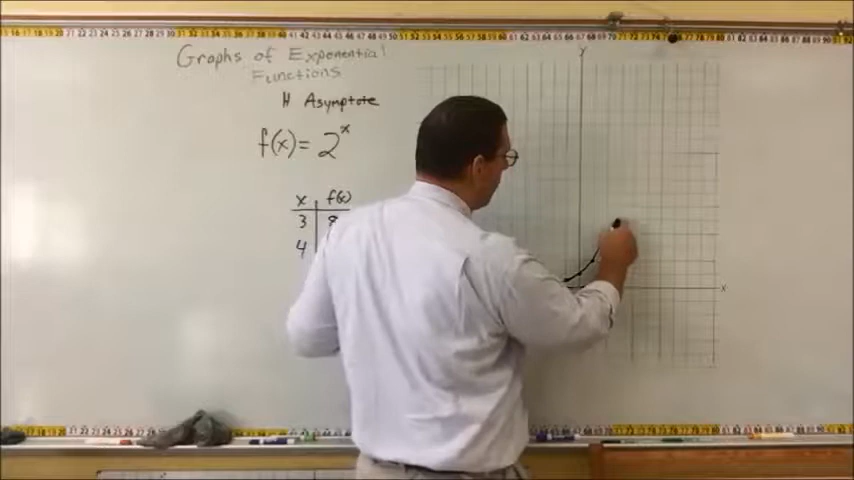 Graphs of Exponential
Functions
H Asymptote
f(x) = 2^x
x f(x)
3 8
4
y
x